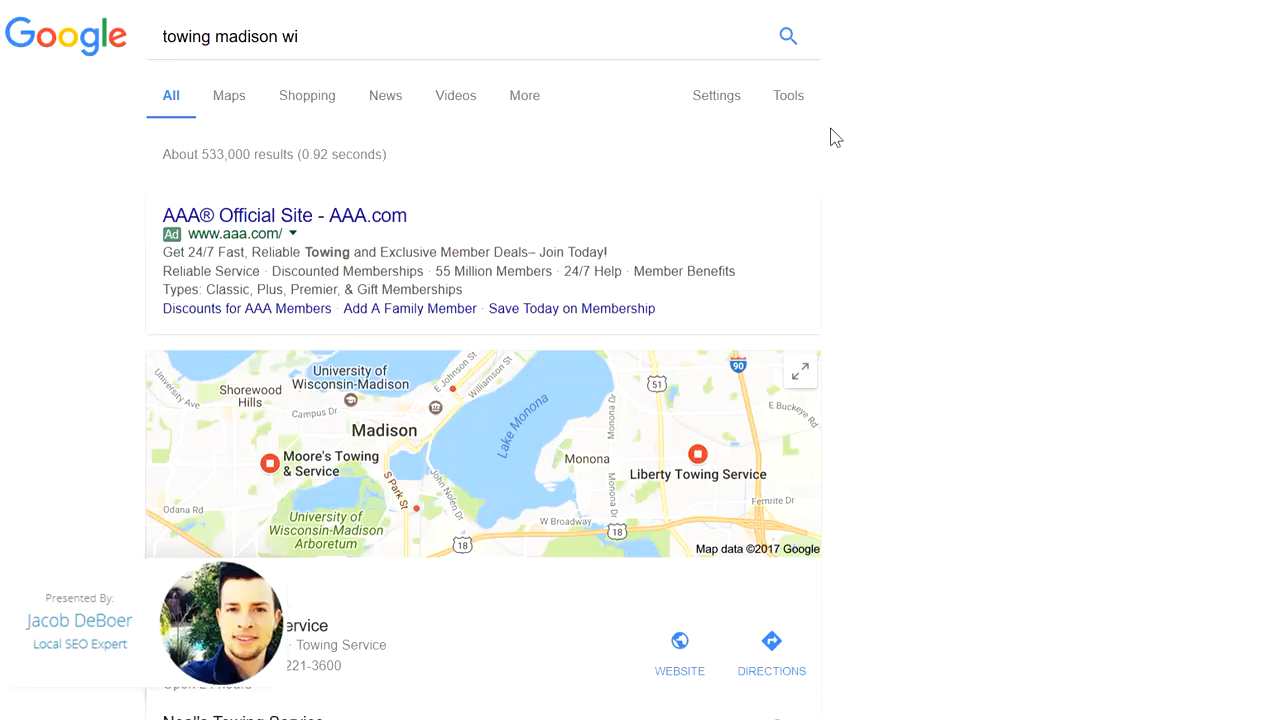 Google
towing madison wi
All Maps Shopping News Videos More Settings Tools
About 533,000 results (0.92 seconds)
AAA® Official Site - AAA.com
Ad www.aaa.com/
Get 24/7 Fast, Reliable Towing and Exclusive Member Deals– Join Today!
Reliable Service · Discounted Memberships · 55 Million Members · 24/7 Help · Member Benefits
Types: Classic, Plus, Premier, & Gift Memberships
Discounts for AAA Members · Add A Family Member · Save Today on Membership
University Ave
Shorewood
Hills
University of
Wisconsin-Madison
Campus Dr
E Johnson St
Williamson St
Madison
Lake Monona
Monona Dr
51
90
E Buckeye Rd
Moore's Towing
& Service
Monona
Liberty Towing Service
S Park St
John Nolen Dr
Monona Dr
Odana Rd
University of
Wisconsin-Madison
Arboretum
W Broadway
Femrite Dr
18
18
Map data ©2017 Google
Presented By:
Jacob DeBoer
Local SEO Expert
ervice
· Towing Service
221-3600
WEBSITE DIRECTIONS